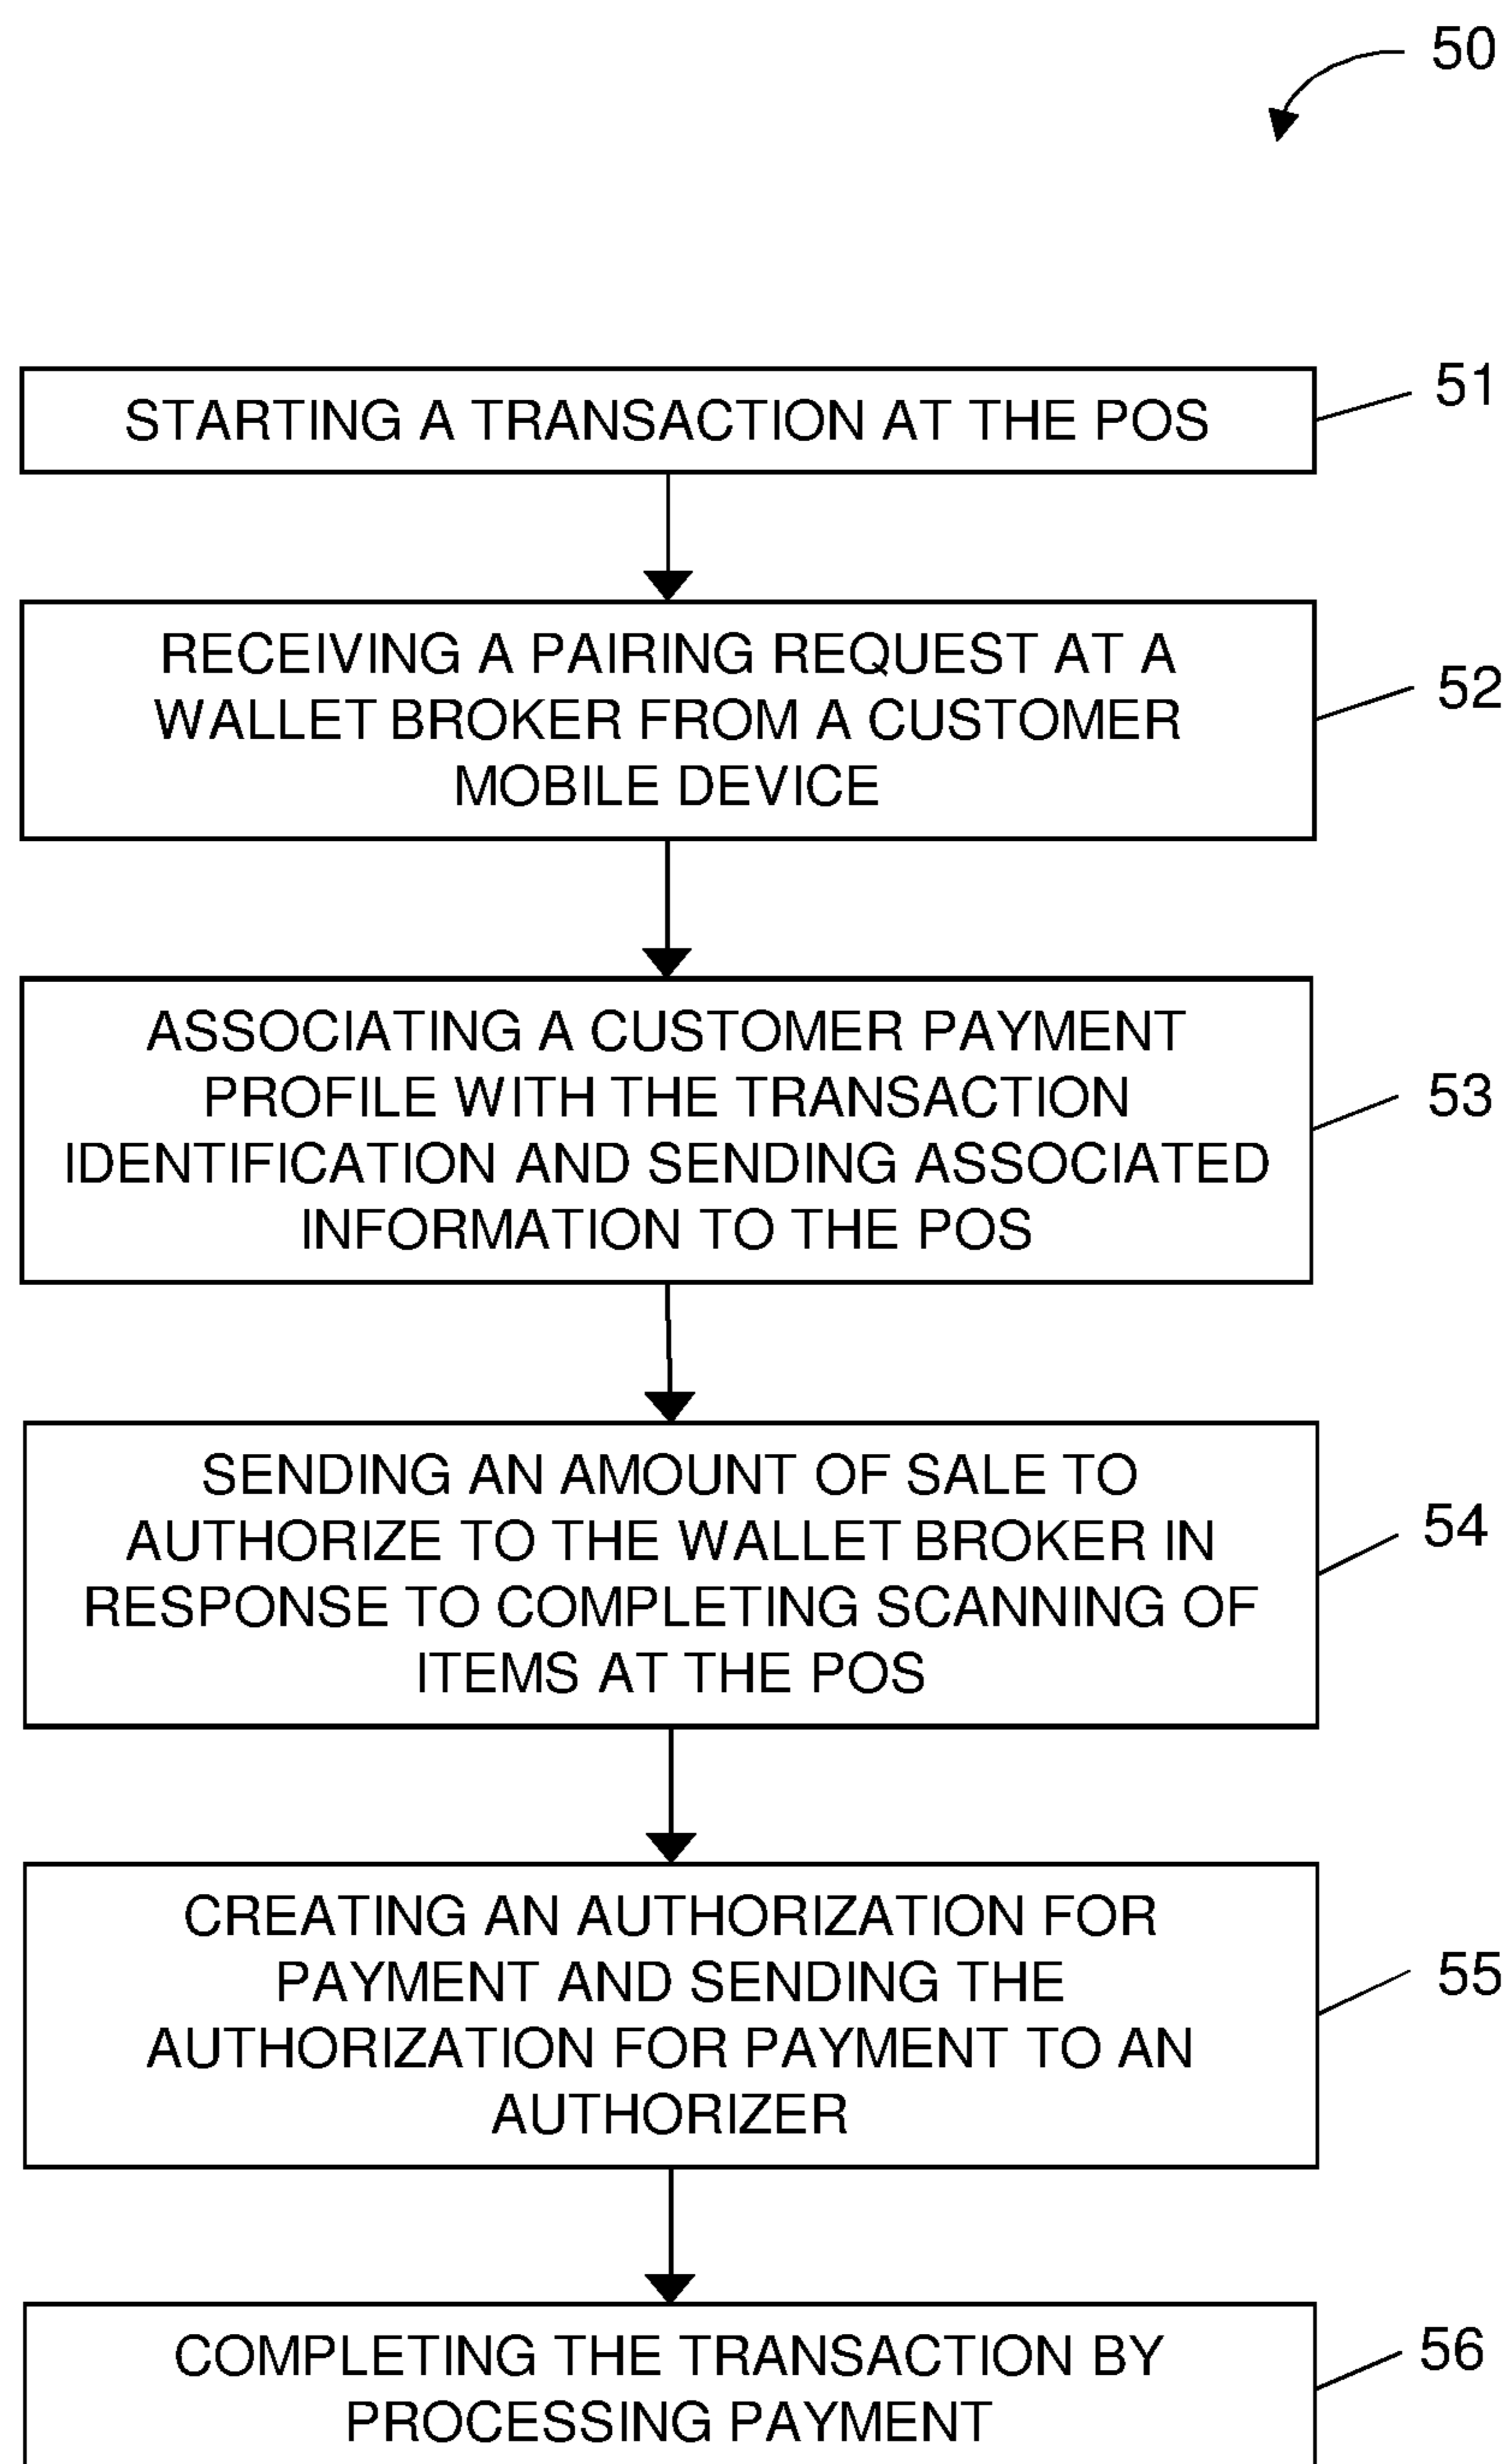 50
STARTING A TRANSACTION AT THE POS
51
RECEIVING A PAIRING REQUEST AT A
WALLET BROKER FROM A CUSTOMER
MOBILE DEVICE
52
ASSOCIATING A CUSTOMER PAYMENT
PROFILE WITH THE TRANSACTION
IDENTIFICATION AND SENDING ASSOCIATED
INFORMATION TO THE POS
53
SENDING AN AMOUNT OF SALE TO
AUTHORIZE TO THE WALLET BROKER IN
RESPONSE TO COMPLETING SCANNING OF
ITEMS AT THE POS
54
CREATING AN AUTHORIZATION FOR
PAYMENT AND SENDING THE
AUTHORIZATION FOR PAYMENT TO AN
AUTHORIZER
55
COMPLETING THE TRANSACTION BY
PROCESSING PAYMENT
56